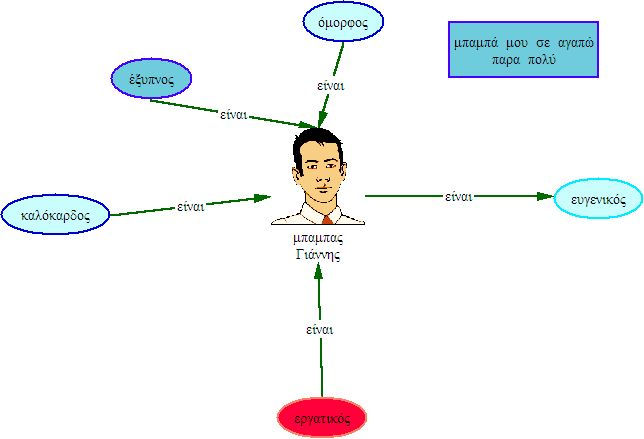 όμορφος
μπαμπά μου σε αγαπώ
παρα πολύ
έξυπνος
είναι
είναι
καλόκαρδος
είναι
είναι
ευγενικός
μπαμπας
Γιάννης
είναι
εργατικός